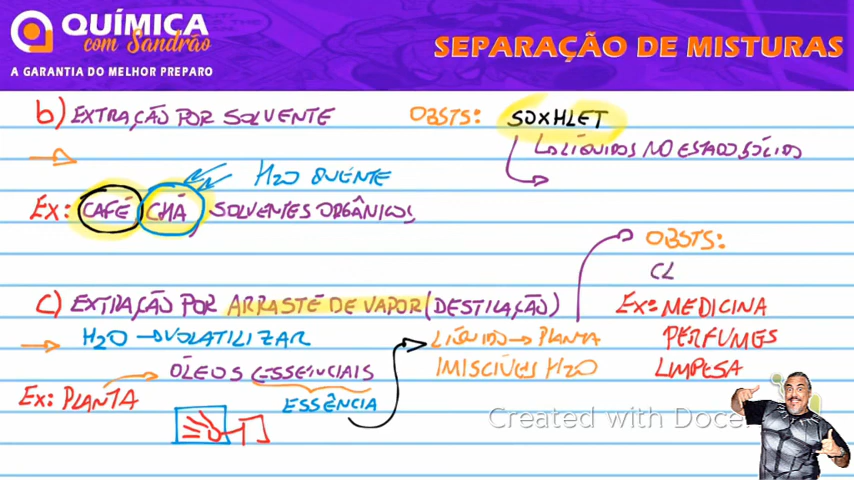 QUÍMICA
com Sandrão
A GARANTIA DO MELHOR PREPARO
SEPARAÇÃO DE MISTURAS
b) EXTRAÇÃO POR SOLVENTE
OBSTS: SOXHLET
LÍQUIDOS NO ESTADO SÓLIDO
H2O QUENTE
Ex: CAFÉ, CHÁ, SOLVENTES ORGÂNICOS
c) EXTRAÇÃO POR ARRASTE DE VAPOR (DESTILAÇÃO)
H2O → VOLATILIZAR
ÓLEOS ESSENCIAIS
Ex: PLANTA
ESSÊNCIA
LÍQUIDO → PLANTA
IMISCÍVEIS H2O
OBSTS:
CL
Ex: MEDICINA
PERFUMES
LIMPESA
Created with Doce